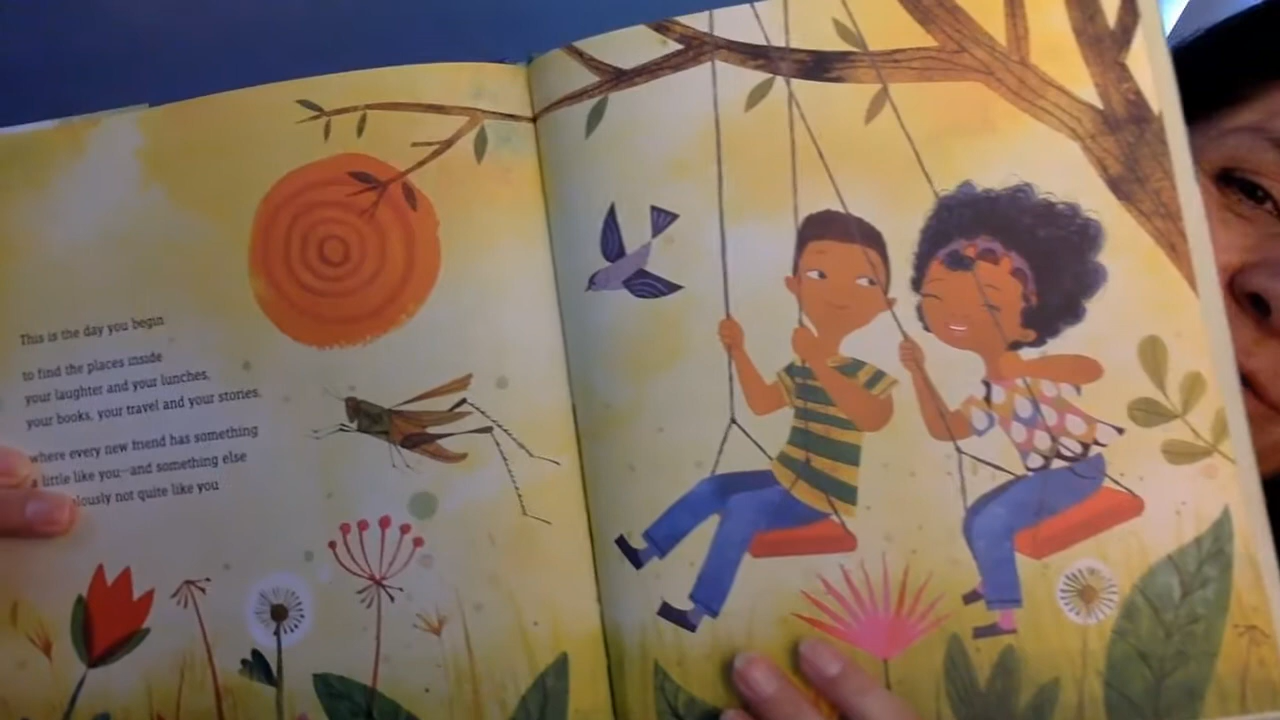 This is the day you begin
to find the places inside
your laughter and your lunches,
your books, your travel and your stories,
where every new friend has something
a little like you—and something else
not quite like you